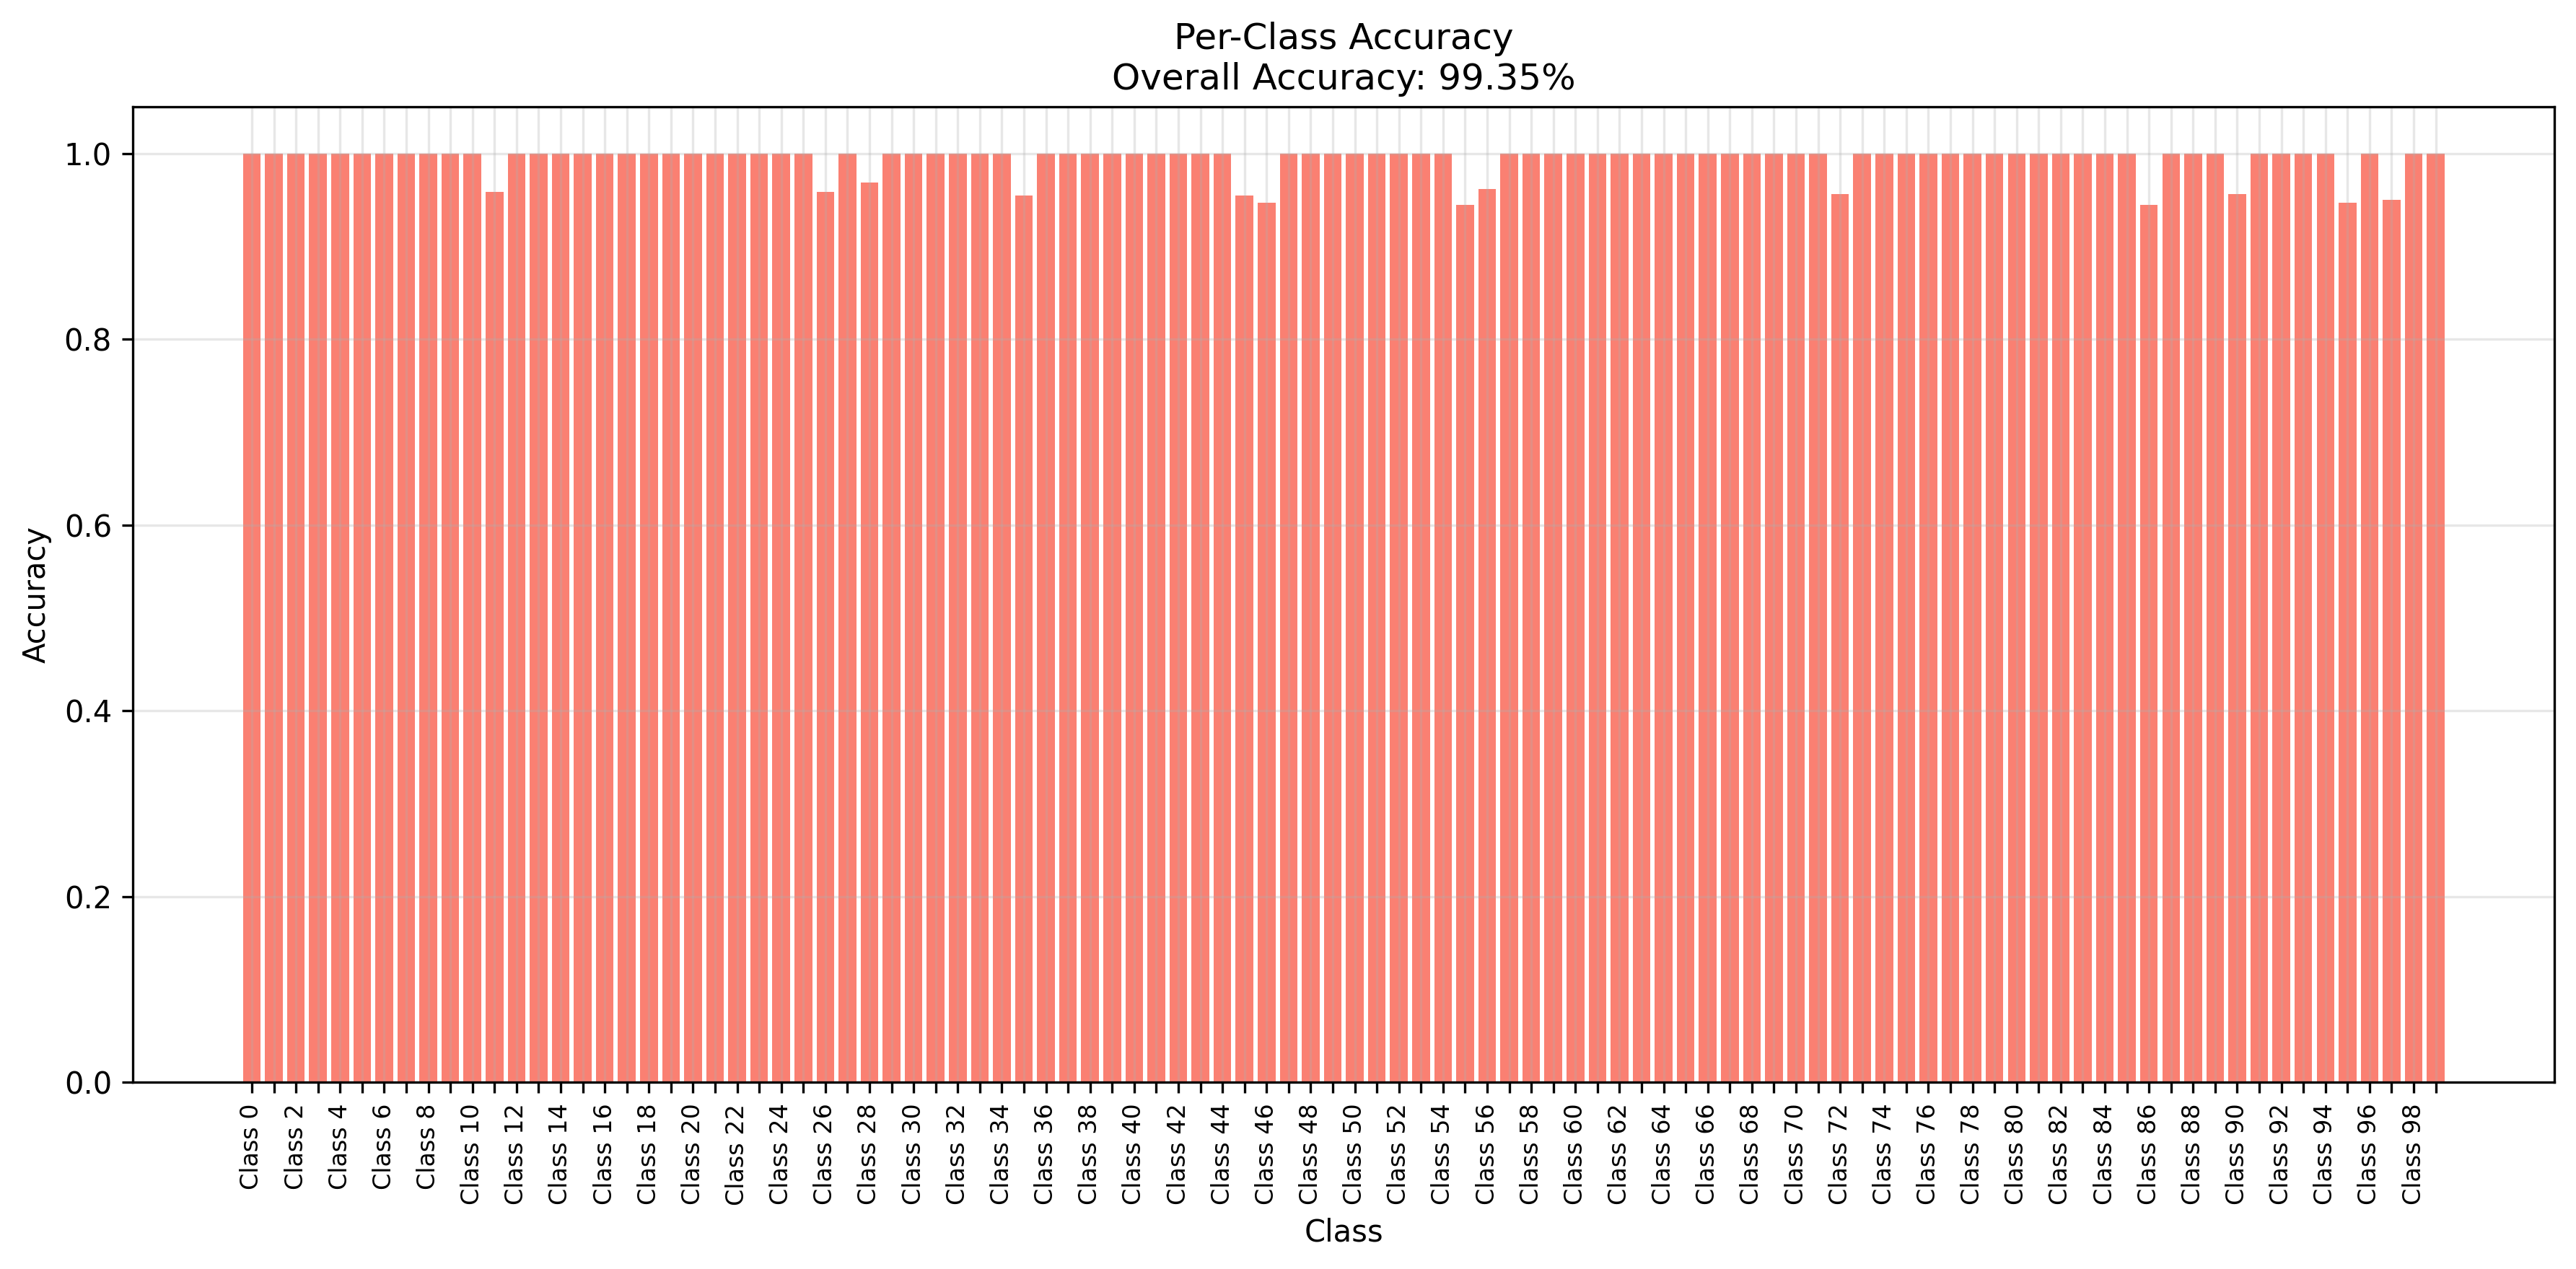 Per-Class Accuracy
Overall Accuracy: 99.35%
1.0
0.8
0.6
0.4
0.2
0.0
Accuracy
Class 0
Class 2
Class 4
Class 6
Class 8
Class 10
Class 12
Class 14
Class 16
Class 18
Class 20
Class 22
Class 24
Class 26
Class 28
Class 30
Class 32
Class 34
Class 36
Class 38
Class 40
Class 42
Class 44
Class 46
Class 48
Class 50
Class 52
Class 54
Class 56
Class 58
Class 60
Class 62
Class 64
Class 66
Class 68
Class 70
Class 72
Class 74
Class 76
Class 78
Class 80
Class 82
Class 84
Class 86
Class 88
Class 90
Class 92
Class 94
Class 96
Class 98
Class